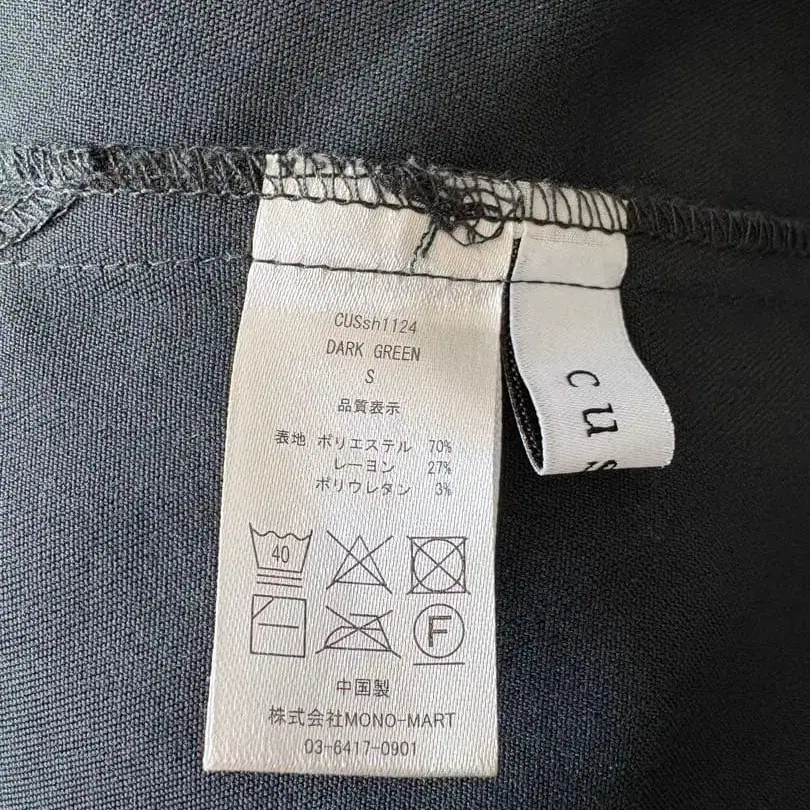 CUSsh1124
DARK GREEN
S
品質表示
表地 ポリエステル 70%
レーヨン 27%
ポリウレタン 3%
40
F
中国製
株式会社MONO-MART
03-6417-0901
cu